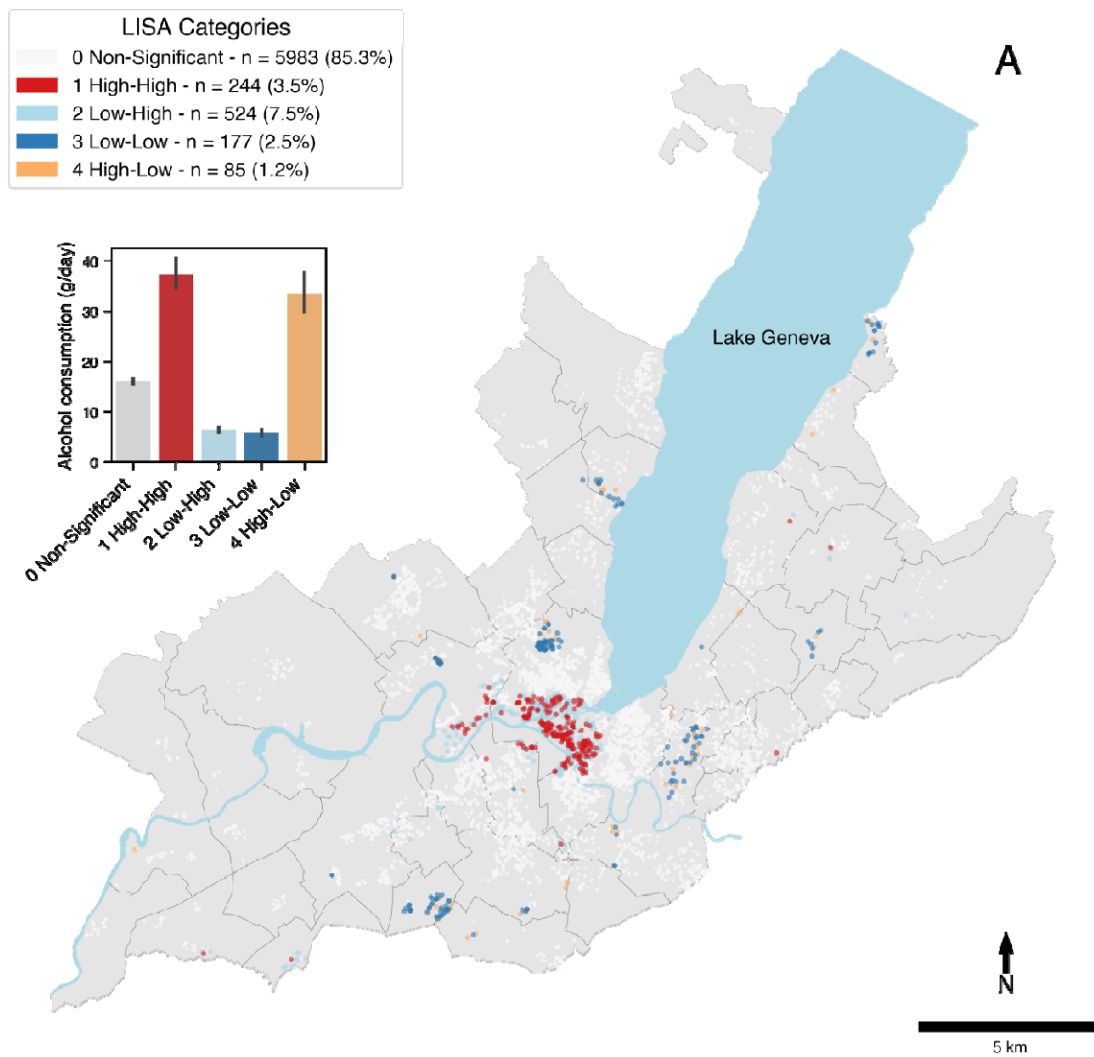 LISA Categories
0 Non-Significant - n = 5983 (85.3%)
1 High-High - n = 244 (3.5%)
2 Low-High - n = 524 (7.5%)
3 Low-Low - n = 177 (2.5%)
4 High-Low - n = 85 (1.2%)
A
Alcohol consumption (g/day)
40
30
20
10
0
0 Non-Significant
1 High-High
2 Low-High
3 Low-Low
4 High-Low
Lake Geneva
N
5 km